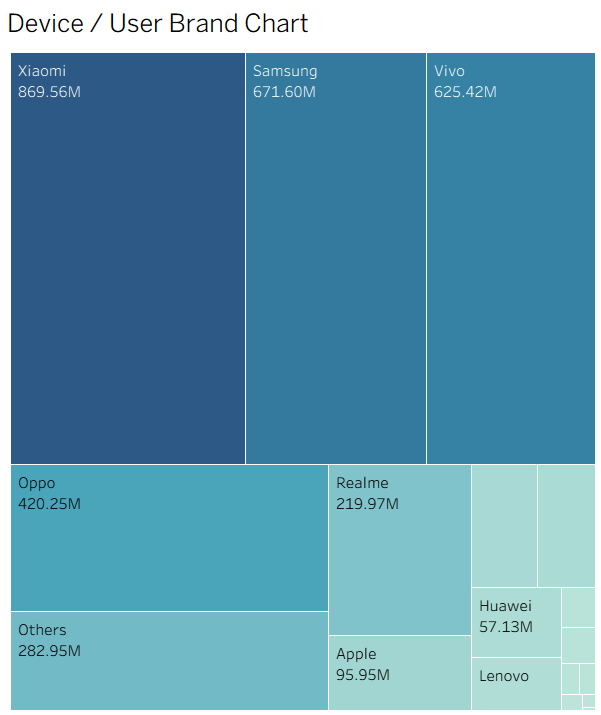 Device / User Brand Chart
Xiaomi
869.56M
Samsung
671.60M
Vivo
625.42M
Oppo
420.25M
Realme
219.97M
Others
282.95M
Huawei
57.13M
Apple
95.95M
Lenovo